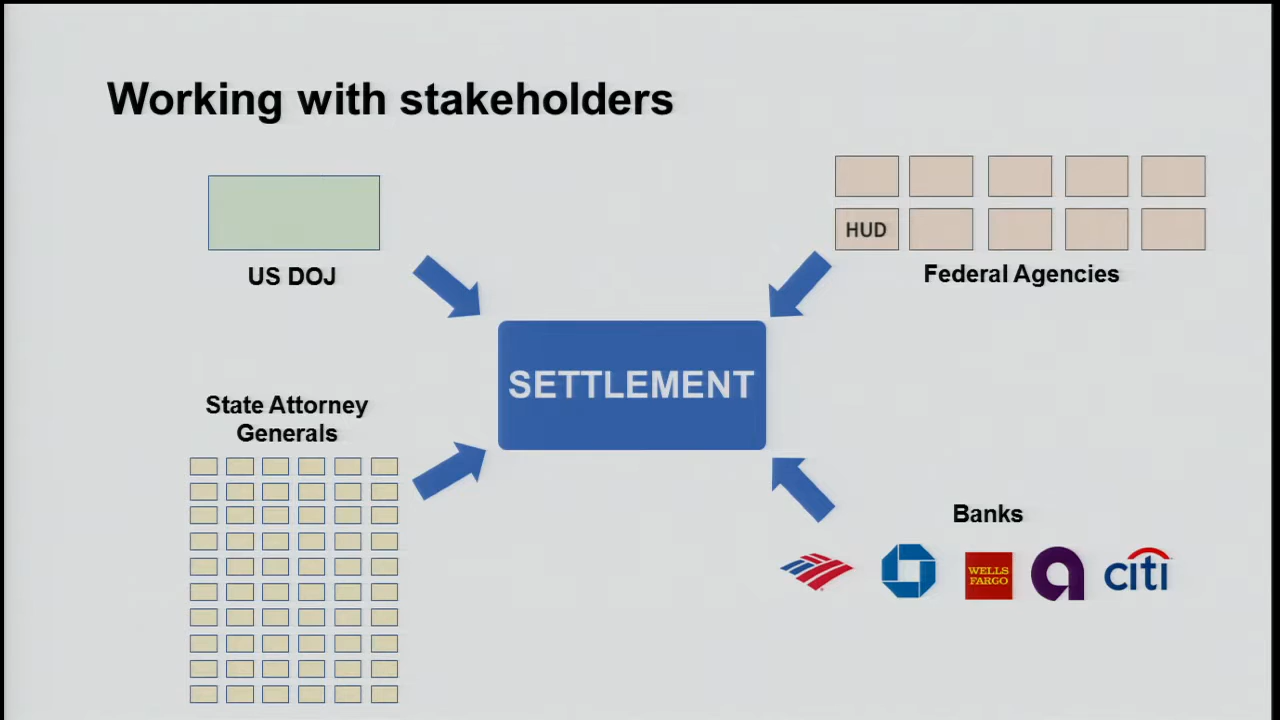 Working with stakeholders
HUD
US DOJ
Federal Agencies
SETTLEMENT
State Attorney
Generals
Banks
WELLS
FARGO
citi